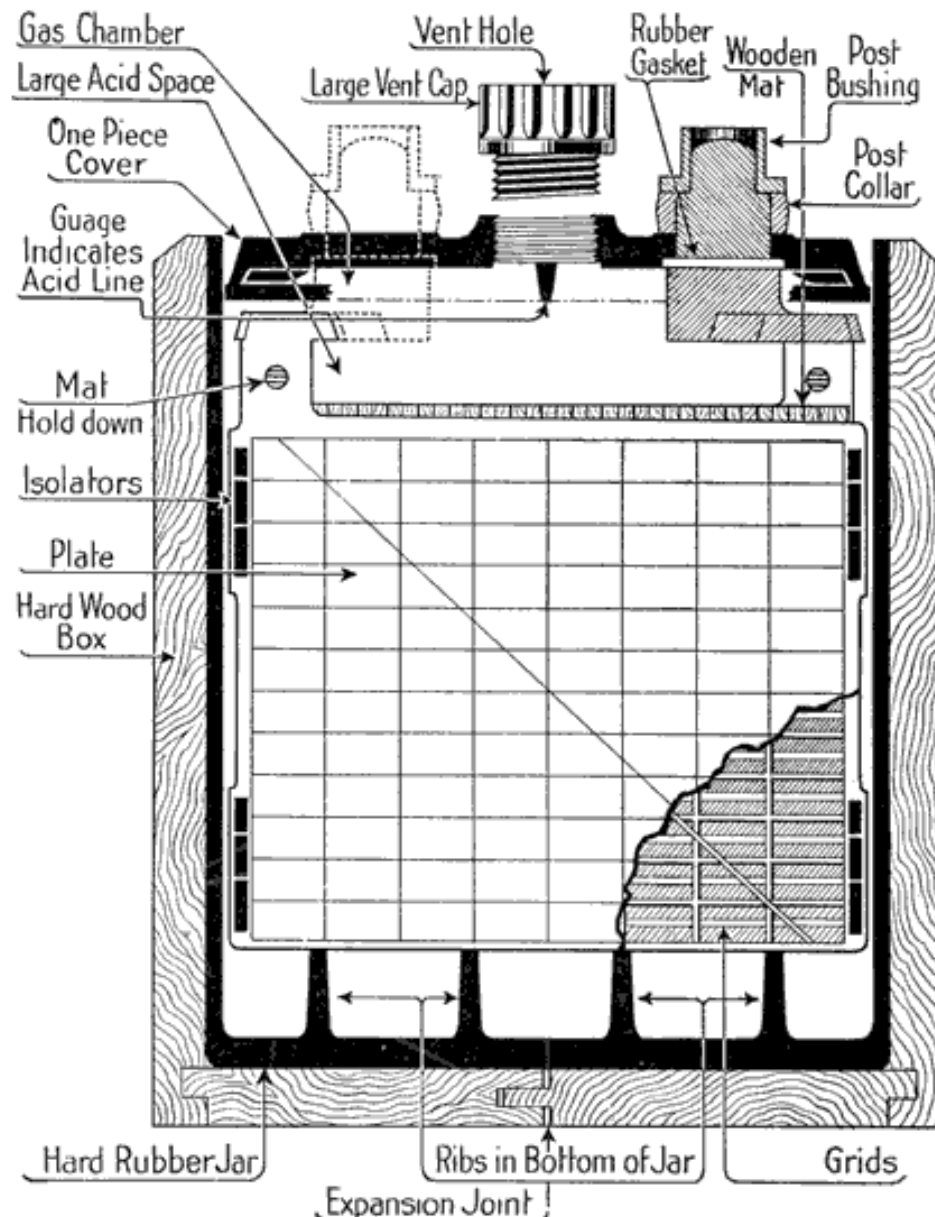 Gas Chamber
Large Acid Space
One Piece
Cover
Guage
Indicates
Acid Line
Vent Hole
Large Vent Cap
Rubber
Gasket
Wooden
Mat
Post
Bushing
Post
Collar
Mat
Hold down
Isolators
Plate
Hard Wood
Box
Hard Rubber Jar
Ribs in Bottom of Jar
Grids
Expansion Joint